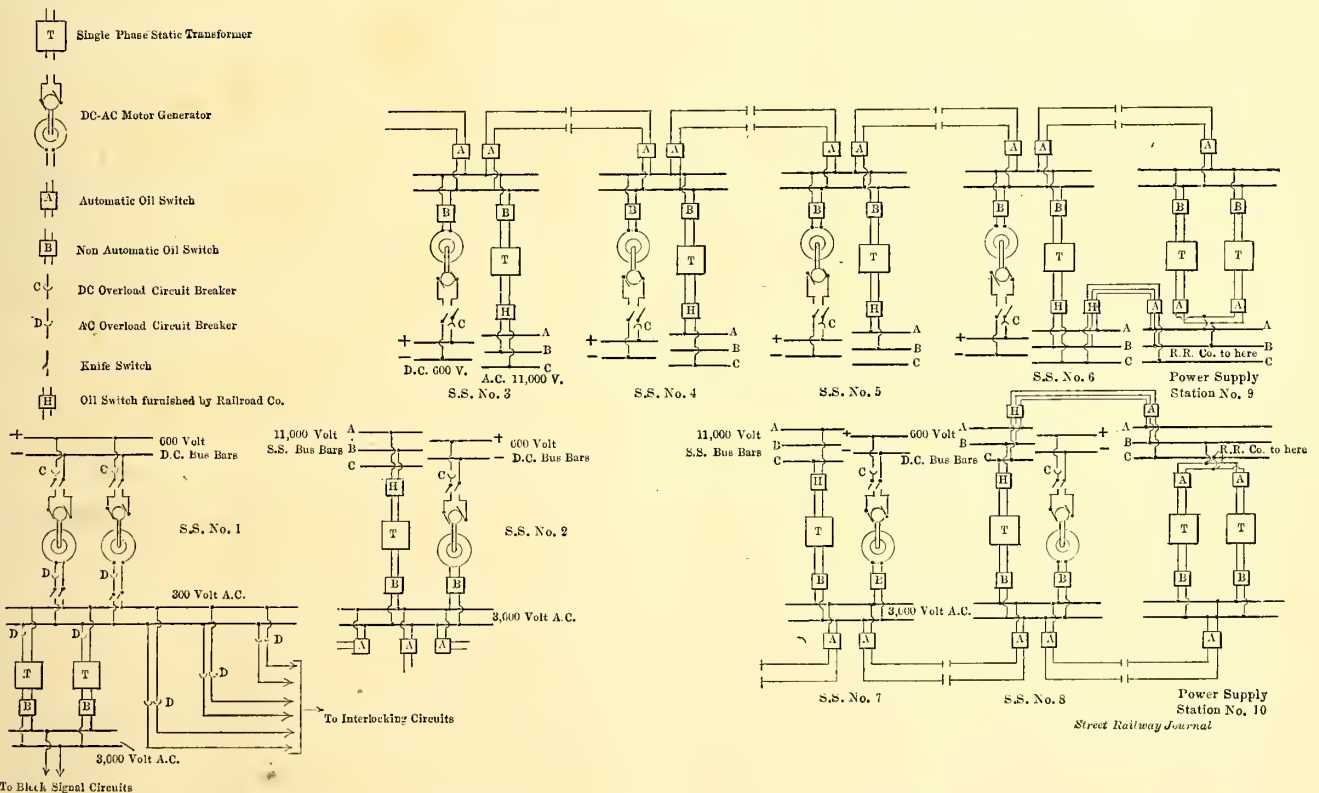 T Single Phase Static Transformer
DC-AC Motor Generator
A Automatic Oil Switch
B Non Automatic Oil Switch
C DC Overload Circuit Breaker
D AC Overload Circuit Breaker
Knife Switch
H Oil Switch furnished by Railroad Co.
A A A A A A A A A
B B B B B B B B B B
T T T T T T
H H H H H A A A
C C C C
+ A + A + A + A
- B - B - B - B
C C C C
D.C. 600 V.
A.C. 11,000 V.
S.S. No. 3
S.S. No. 4
S.S. No. 5
S.S. No. 6
R.R. Co. to here
Power Supply
Station No. 9
+ 600 Volt
- D.C. Bus Bars
C C
S.S. No. 1
D D
300 Volt A.C.
D D D D D D
T T
B B
3,000 Volt A.C.
To Block Signal Circuits
To Interlocking Circuits
11,000 Volt A
S.S. Bus Bars B
C
+ 600 Volt
- D.C. Bus Bars
H C
T
S.S. No. 2
B B
3,000 Volt A.C.
A A A
11,000 Volt A
S.S. Bus Bars B
C
+ 600 Volt
- D.C. Bus Bars
H A
A
B
C
+
-
R.R. Co. to here
H C H C A A
T T T T
B B B B B B
3,000 Volt A.C.
A A A A A
S.S. No. 7
S.S. No. 8
Power Supply
Station No. 10
Street Railway Journal